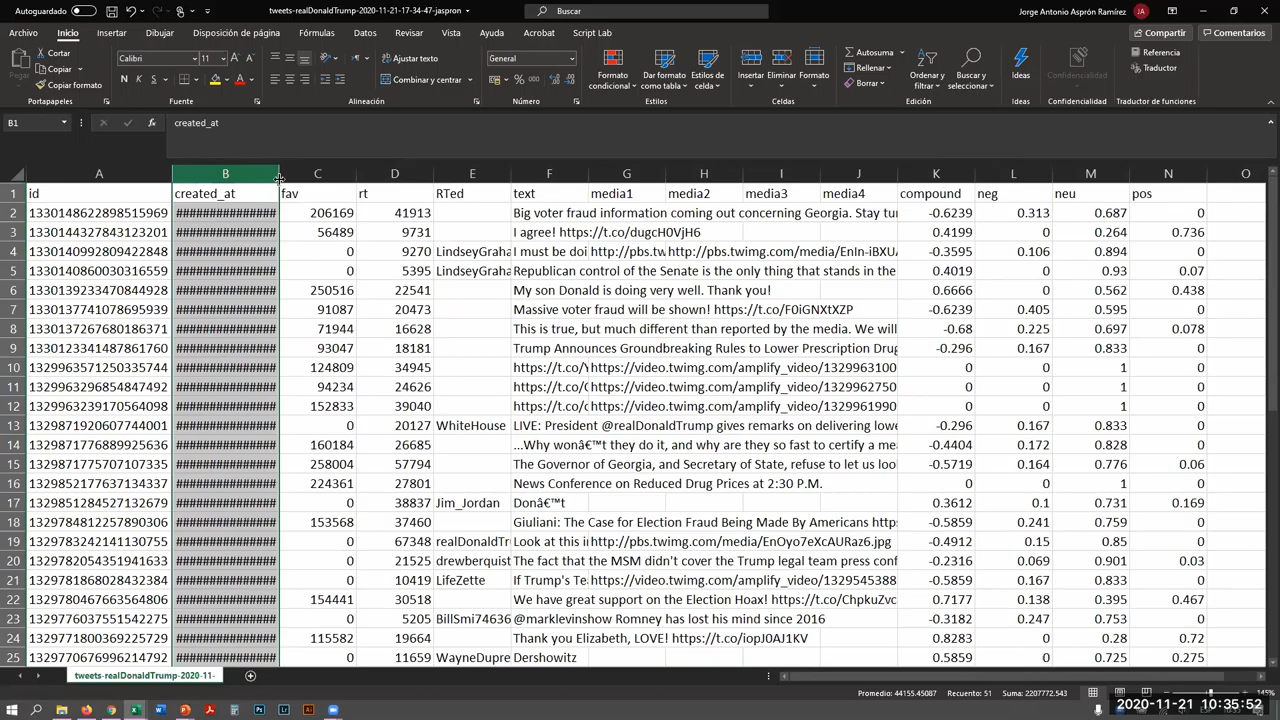 Autoguardado
tweets-realDonaldTrump-2020-11-21-17-34-47-jaspron
Buscar
Jorge Antonio Asprón Ramírez
JA
Archivo Inicio Insertar Dibujar Disposición de página Fórmulas Datos Revisar Vista Ayuda Acrobat Script Lab Compartir Comentarios
Pegar
Cortar
Copiar
Copiar formato
Portapapeles
Calibri 11
N K S
Fuente
Ajustar texto
Combinar y centrar
Alineación
General
Número
Formato condicional
Dar formato como tabla
Estilos de celda
Estilos
Insertar Eliminar Formato
Celdas
Autosuma
Rellenar
Borrar
Ordenar y filtrar
Buscar y seleccionar
Edición
Ideas
Ideas
Confidencialidad
Confidencialidad
Referencia
Traductor
Traductor de funciones
B1 fx created_at
A B C D E F G H I J K L M N O
1 id created_at fav rt RTed text media1 media2 media3 media4 compound neg neu pos
2 1330148622898515969 ############### 206169 41913 Big voter fraud information coming out concerning Georgia. Stay tu -0.6239 0.313 0.687 0
3 1330144327843123201 ############### 56489 9731 I agree! https://t.co/dugcH0VjH6 0.4199 0 0.264 0.736
4 1330140992809422848 ############### 0 9270 LindseyGraha I must be doi http://pbs.tw http://pbs.twimg.com/media/EnIn-iBXUA -0.3595 0.106 0.894 0
5 1330140860030316559 ############### 0 5395 LindseyGraha Republican control of the Senate is the only thing that stands in the 0.4019 0 0.93 0.07
6 1330139233470844928 ############### 250516 22541 My son Donald is doing very well. Thank you! 0.6666 0 0.562 0.438
7 1330137741078695939 ############### 91087 20473 Massive voter fraud will be shown! https://t.co/F0iGNXtXZP -0.6239 0.405 0.595 0
8 1330137267680186371 ############### 71944 16628 This is true, but much different than reported by the media. We will -0.68 0.225 0.697 0.078
9 1330123341487861760 ############### 93047 18181 Trump Announces Groundbreaking Rules to Lower Prescription Drug -0.296 0.167 0.833 0
10 1329963571250335744 ############### 124809 34945 https://t.co/Y https://video.twimg.com/amplify_video/1329963100 0 0 1 0
11 1329963296854847492 ############### 94234 24626 https://t.co/C https://video.twimg.com/amplify_video/1329962750 0 0 1 0
12 1329963239170564098 ############### 152833 39040 https://t.co/c https://video.twimg.com/amplify_video/1329961990 0 0 1 0
13 1329871920607744001 ############### 0 5207 WhiteHouse LIVE: President @realDonaldTrump gives remarks on delivering lowe -0.296 0.167 0.833 0
14 1329871776889925636 ############### 160184 26685 ...Why wonâ€™t they do it, and why are they so fast to certify a me -0.4404 0.172 0.828 0
15 1329871775707107335 ############### 258004 57794 The Governor of Georgia, and Secretary of State, refuse to let us loo -0.5719 0.164 0.776 0.06
16 1329852177637134337 ############### 224361 27801 News Conference on Reduced Drug Prices at 2:30 P.M. 0 0 1 0
17 1329851284527132679 ############### 0 38837 Jim_Jordan Donâ€™t 0.3612 0.1 0.731 0.169
18 1329784812257890306 ############### 153568 37460 Giuliani: The Case for Election Fraud Being Made By Americans https -0.5859 0.241 0.759 0
19 1329783242141130755 ############### 0 67348 realDonaldTru Look at this i http://pbs.twimg.com/media/EnOyo7eXcAURaz6.jpg -0.4912 0.15 0.85 0
20 1329782054351941633 ############### 0 21525 drewberquist The fact that the MSM didn't cover the Trump legal team press conf -0.2316 0.069 0.901 0.03
21 1329781868028432384 ############### 0 10419 LifeZette If Trump's Te https://video.twimg.com/amplify_video/1329545388 -0.5859 0.167 0.833 0
22 1329780467663564806 ############### 154441 30518 We have great support on the Election Hoax! https://t.co/ChpkuZvc 0.7177 0.138 0.395 0.467
23 1329776037551542275 ############### 0 5205 BillSmi74636 @marklevinshow Romney has lost his mind since 2016 -0.3182 0.247 0.753 0
24 1329771800369225729 ############### 115582 19664 Thank you Elizabeth, LOVE! https://t.co/iopJ0AJ1KV 0.8283 0 0.28 0.72
25 1329770676996214792 ############### 0 11659 WayneDupre Dershowitz 0.5859 0 0.725 0.275
tweets-realDonaldTrump-2020-11-
Promedio: 44155.45087 Recuento: 51 Suma: 2207772.543 145%
2020-11-21 10:35:52